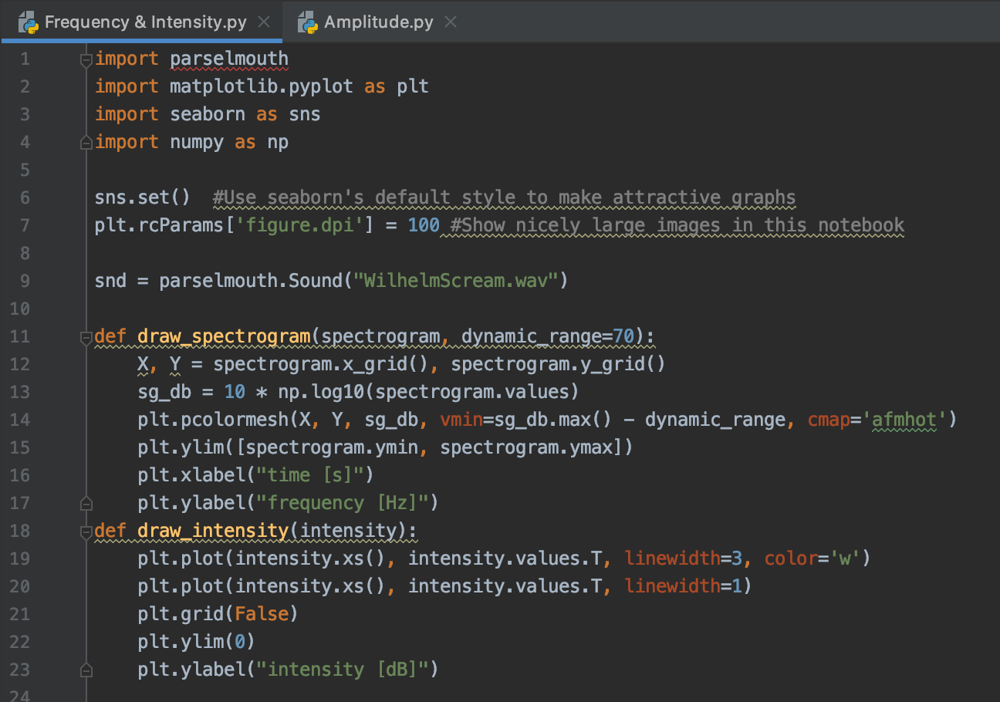 Frequency & Intensity.py × Amplitude.py ×
1 import parselmouth
2 import matplotlib.pyplot as plt
3 import seaborn as sns
4 import numpy as np
5
6 sns.set()  #Use seaborn's default style to make attractive graphs
7 plt.rcParams['figure.dpi'] = 100 #Show nicely large images in this notebook
8
9 snd = parselmouth.Sound("WilhelmScream.wav")
10
11 def draw_spectrogram(spectrogram, dynamic_range=70):
12     X, Y = spectrogram.x_grid(), spectrogram.y_grid()
13     sg_db = 10 * np.log10(spectrogram.values)
14     plt.pcolormesh(X, Y, sg_db, vmin=sg_db.max() - dynamic_range, cmap='afmhot')
15     plt.ylim([spectrogram.ymin, spectrogram.ymax])
16     plt.xlabel("time [s]")
17     plt.ylabel("frequency [Hz]")
18 def draw_intensity(intensity):
19     plt.plot(intensity.xs(), intensity.values.T, linewidth=3, color='w')
20     plt.plot(intensity.xs(), intensity.values.T, linewidth=1)
21     plt.grid(False)
22     plt.ylim(0)
23     plt.ylabel("intensity [dB]")
24